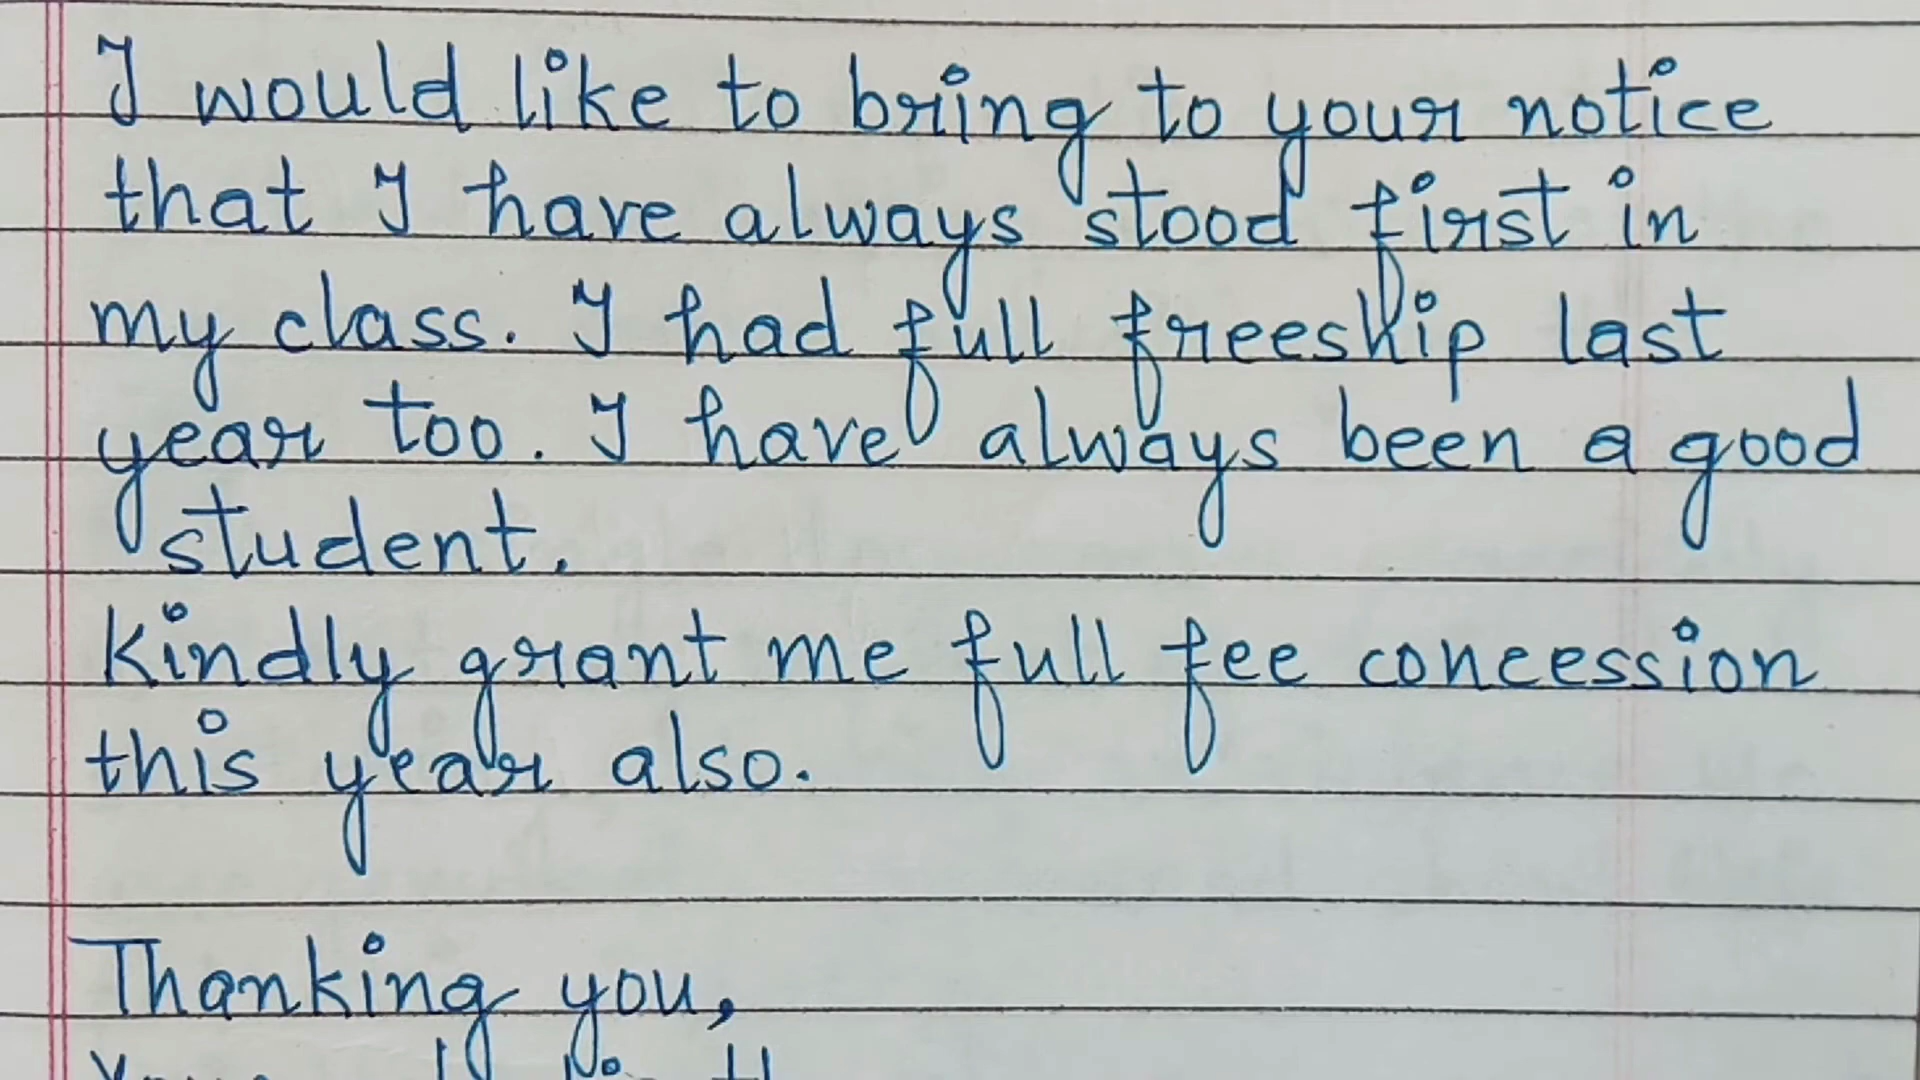 I would like to bring to your notice
that I have always stood first in
my class. I had full freeship last
year too. I have always been a good
student.
Kindly grant me full fee concession
this year also.
Thanking you,